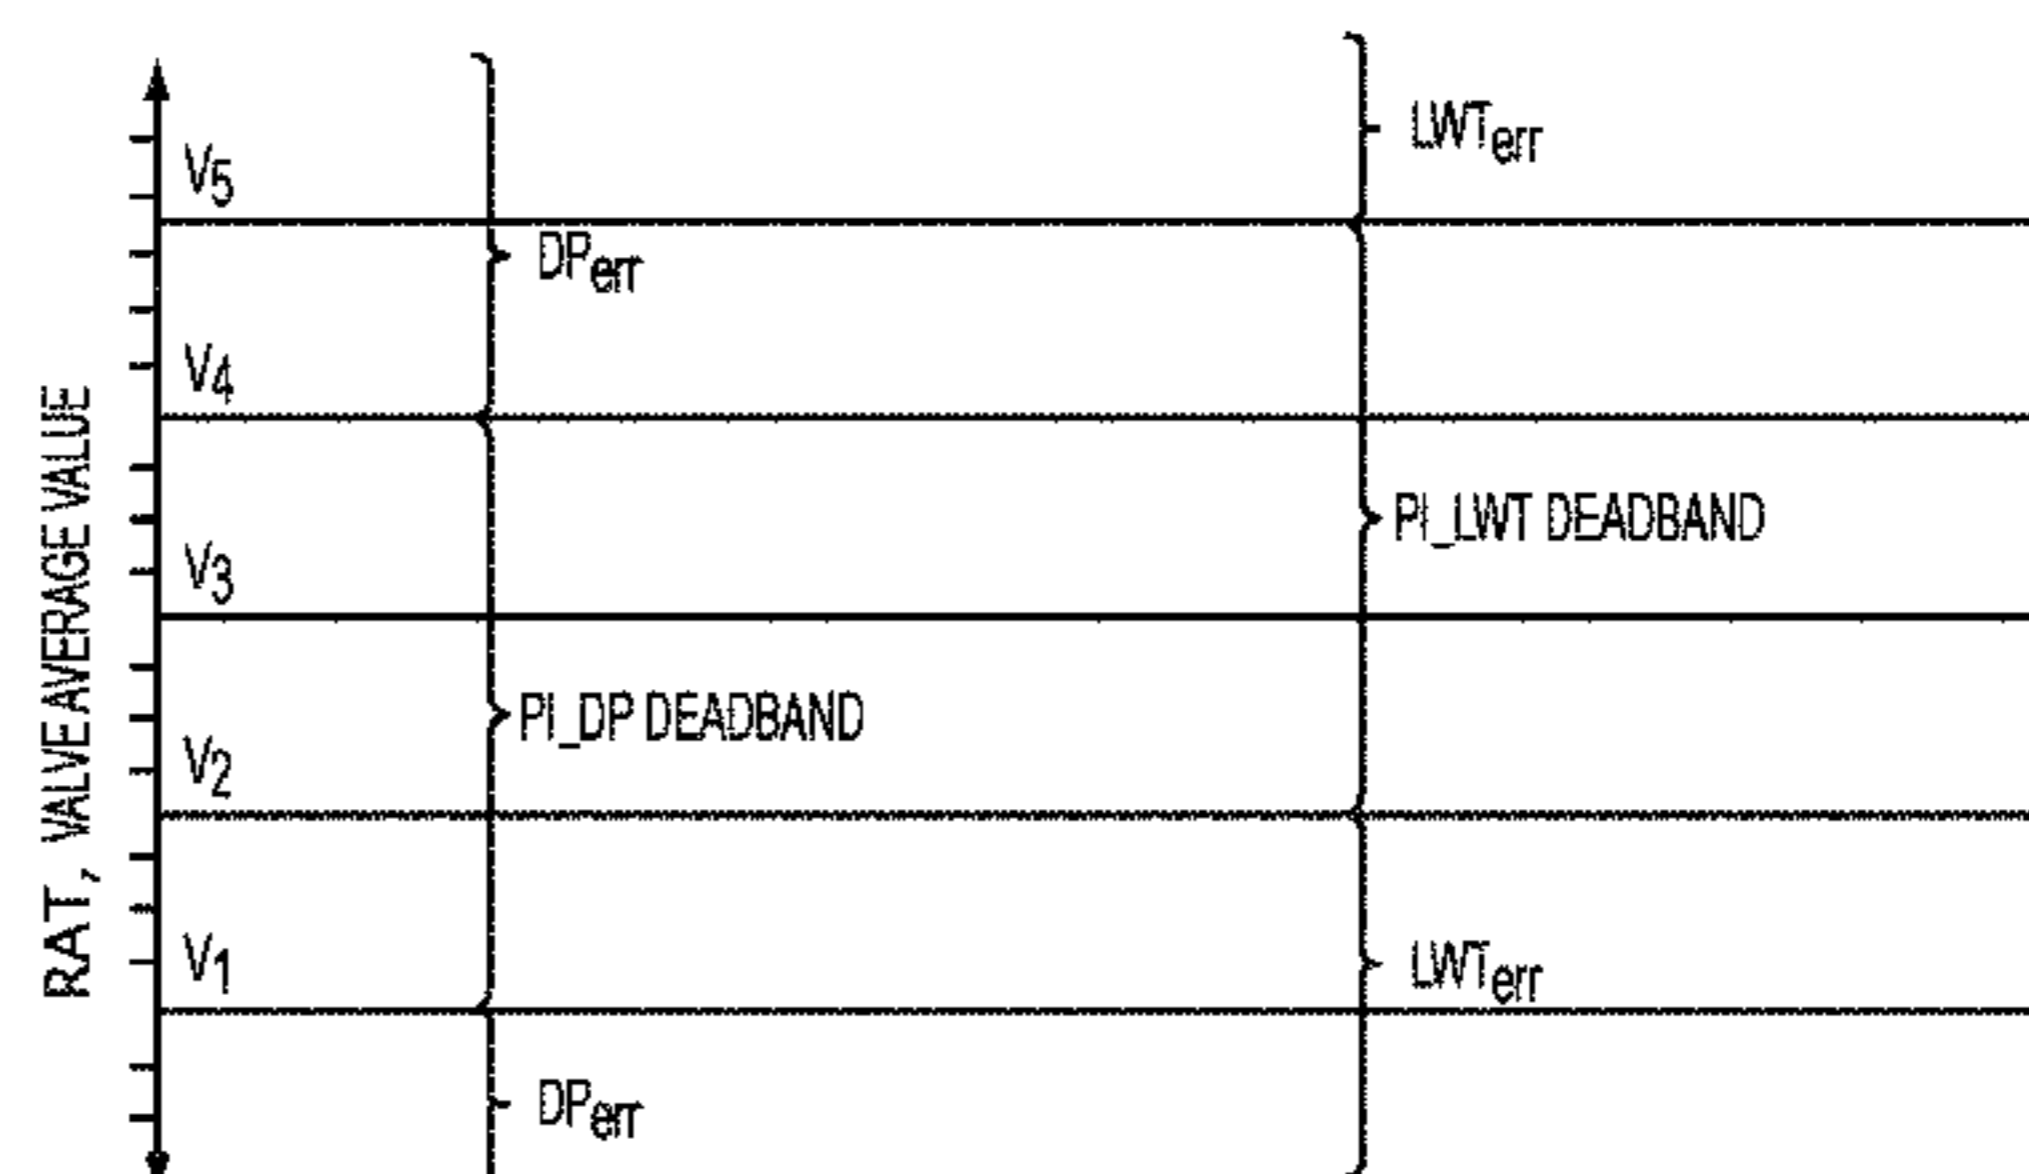 LWTerr
V5
DPerr
V4
PI_LWT DEADBAND
V3
PI_DP DEADBAND
V2
V1
LWTerr
DPerr
RAT, VALVE AVERAGE VALUE